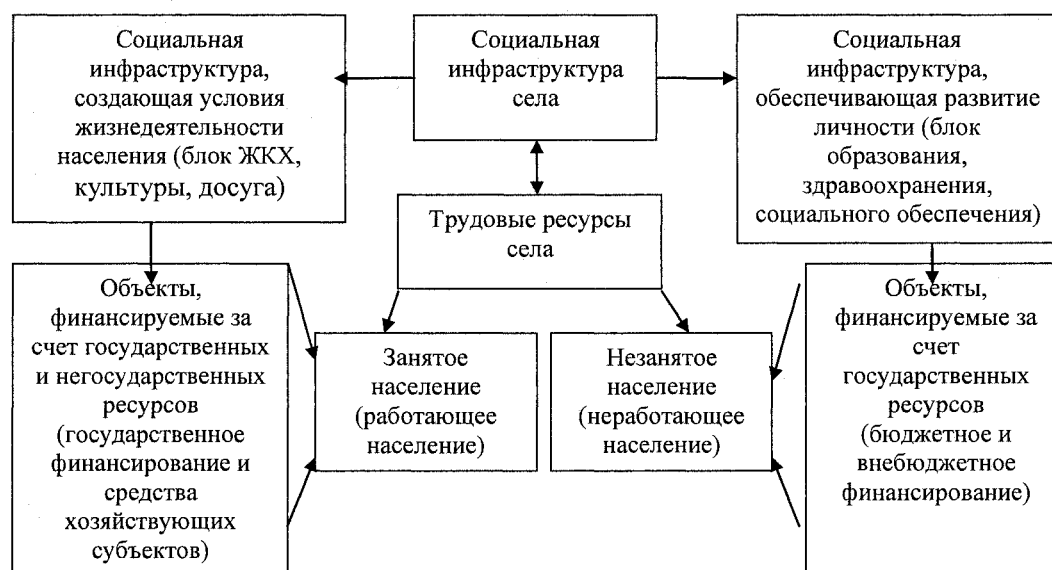 Социальная
инфраструктура,
создающая условия
жизнедеятельности
населения (блок ЖКХ,
культуры, досуга)
Социальная
инфраструктура
села
Социальная
инфраструктура,
обеспечивающая развитие
личности (блок
образования,
здравоохранения,
социального обеспечения)
Трудовые ресурсы
села
Объекты,
финансируемые за
счет государственных
и негосударственных
ресурсов
(государственное
финансирование и
средства
хозяйствующих
субъектов)
Занятое
население
(работающее
население)
Незанятое
население
(неработающее
население)
Объекты,
финансируемые за
счет
государственных
ресурсов
(бюджетное и
внебюджетное
финансирование)